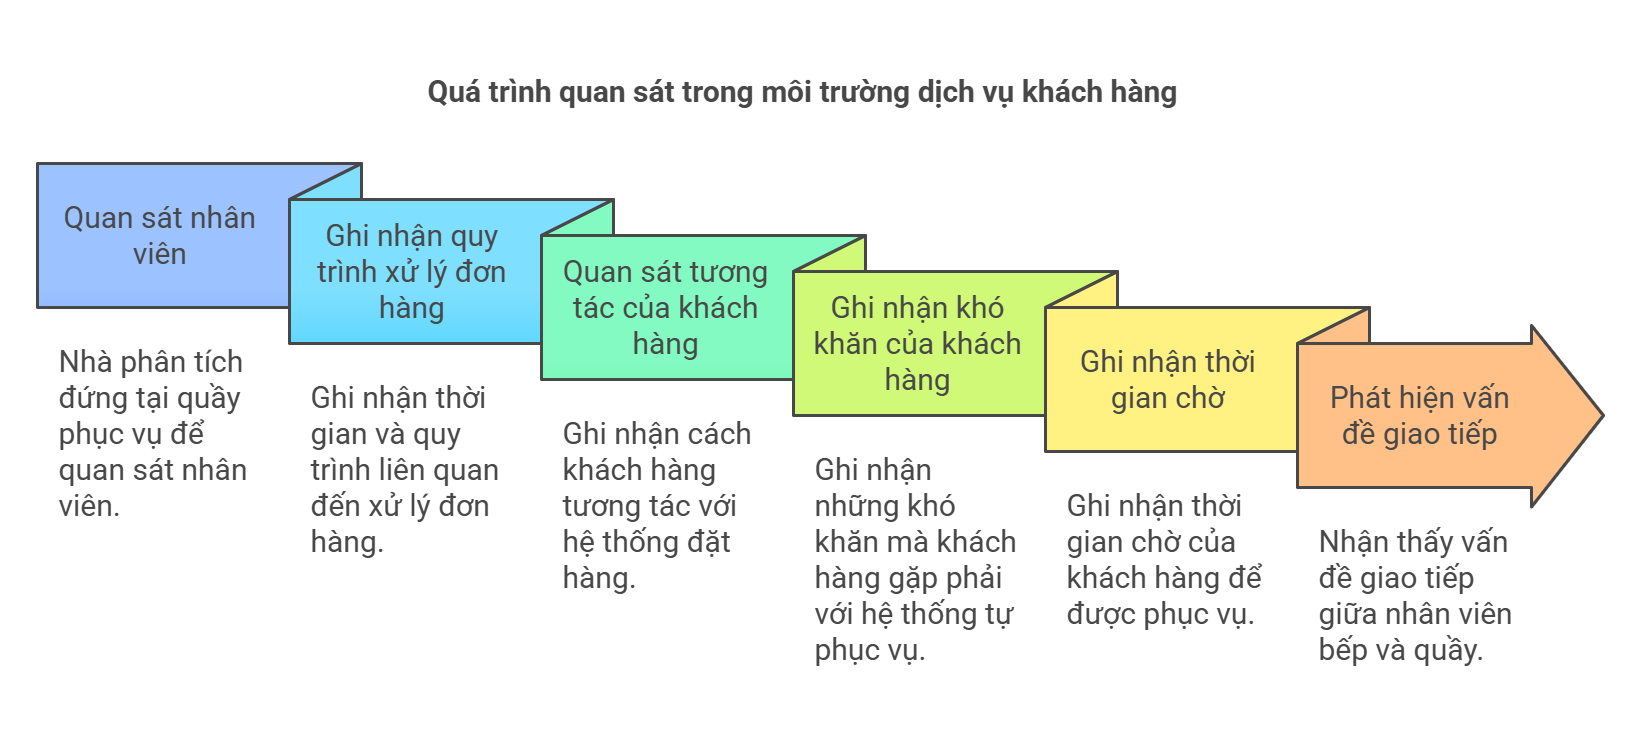 Quá trình quan sát trong môi trường dịch vụ khách hàng
Quan sát nhân
viên
Nhà phân tích
đứng tại quầy
phục vụ để
quan sát nhân
viên.
Ghi nhận quy
trình xử lý đơn
hàng
Ghi nhận thời
gian và quy
trình liên quan
đến xử lý đơn
hàng.
Quan sát tương
tác của khách
hàng
Ghi nhận cách
khách hàng
tương tác với
hệ thống đặt
hàng.
Ghi nhận khó
khăn của khách
hàng
Ghi nhận
những khó
khăn mà khách
hàng gặp phải
với hệ thống tự
phục vụ.
Ghi nhận thời
gian chờ
Ghi nhận thời
gian chờ của
khách hàng để
được phục vụ.
Phát hiện vấn
đề giao tiếp
Nhận thấy vấn
đề giao tiếp
giữa nhân viên
bếp và quầy.